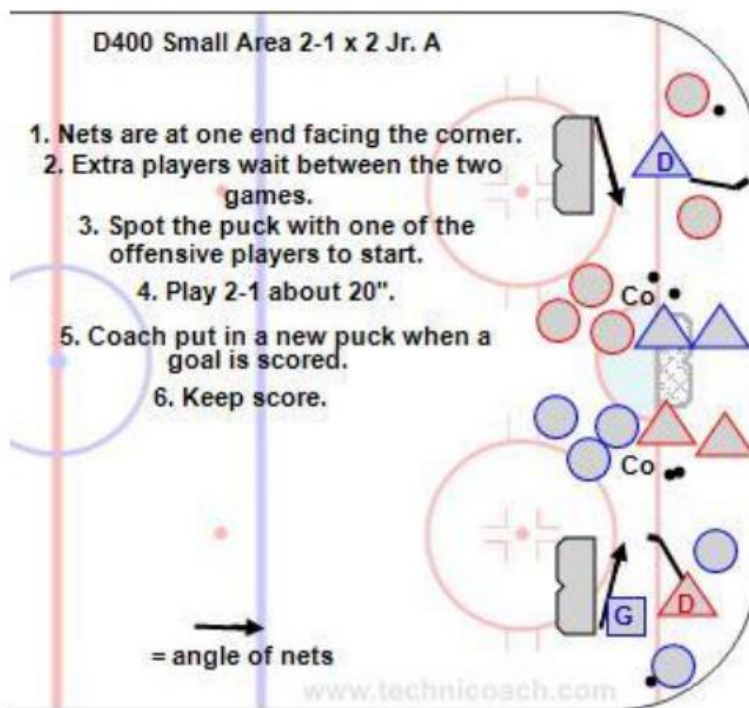 D400 Small Area 2-1 x 2 Jr. A
1. Nets are at one end facing the corner.
2. Extra players wait between the two
games.
3. Spot the puck with one of the
offensive players to start.
4. Play 2-1 about 20".
5. Coach put in a new puck when a
goal is scored.
6. Keep score.
D
Co
Co
G
D
= angle of nets
www.technicoach.com